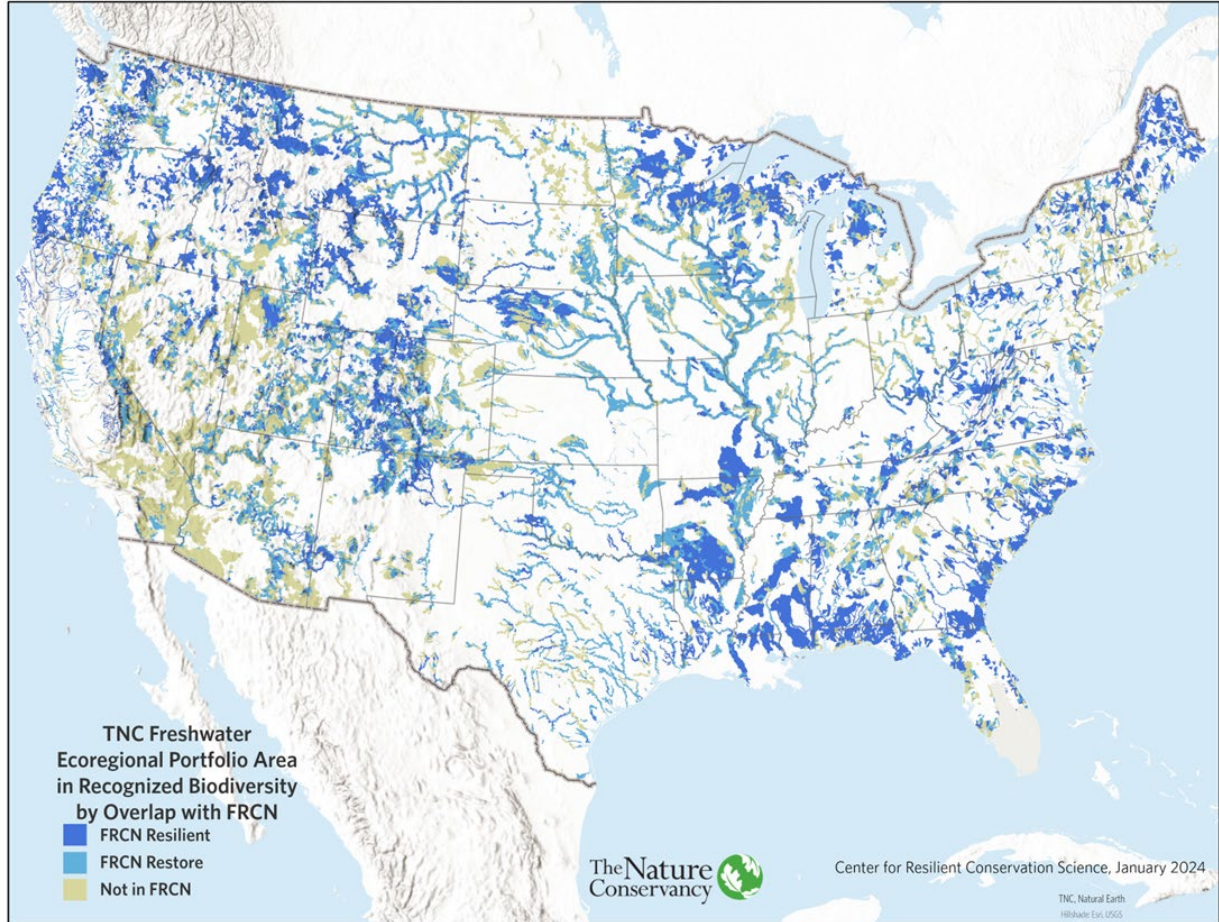 TNC Freshwater
Ecoregional Portfolio Area
in Recognized Biodiversity
by Overlap with FRCN
FRCN Resilient
FRCN Restore
Not in FRCN
The Nature
Conservancy
Center for Resilient Conservation Science, January 2024
TNC, Natural Earth
Hillshade: Esri, USGS